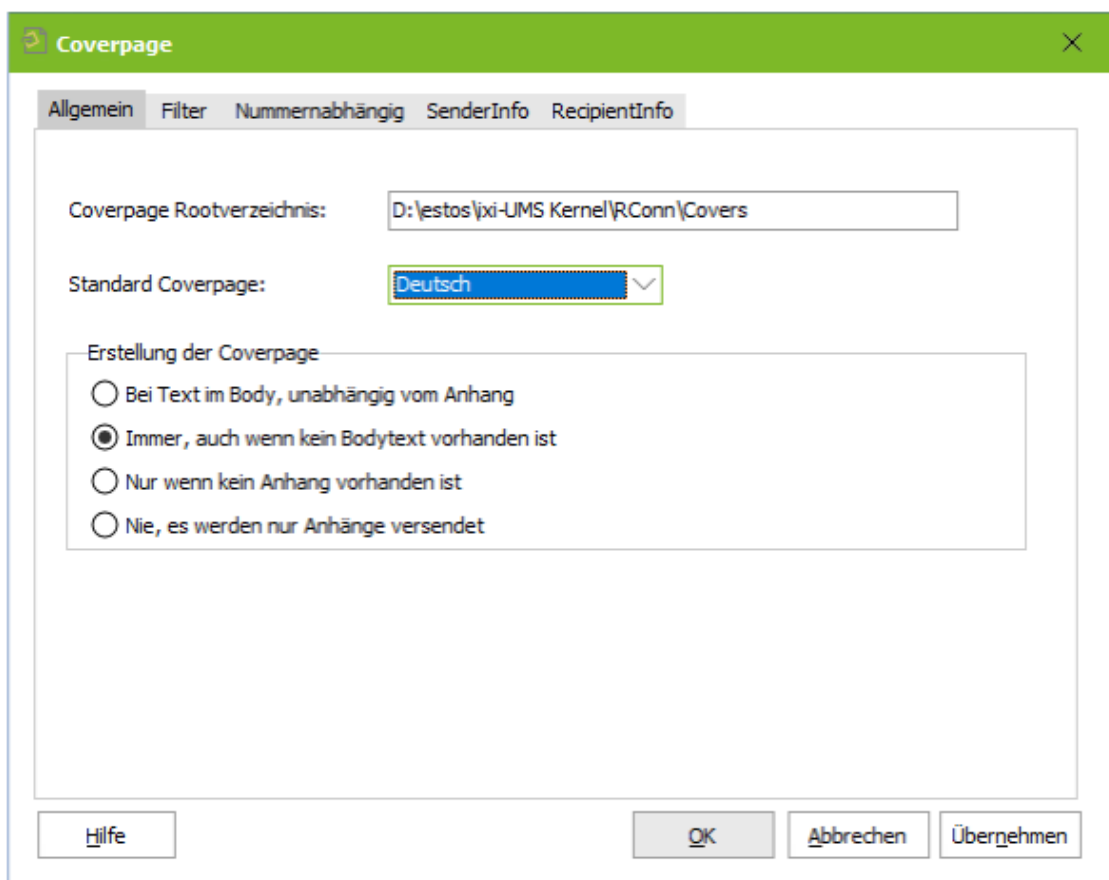 Coverpage
Allgemein Filter Nummernabhängig SenderInfo RecipientInfo
Coverpage Rootverzeichnis: D:\estos\ixi-UMS Kernel\RConn\Covers
Standard Coverpage: Deutsch
Erstellung der Coverpage
Bei Text im Body, unabhängig vom Anhang
Immer, auch wenn kein Bodytext vorhanden ist
Nur wenn kein Anhang vorhanden ist
Nie, es werden nur Anhänge versendet
Hilfe OK Abbrechen Übernehmen